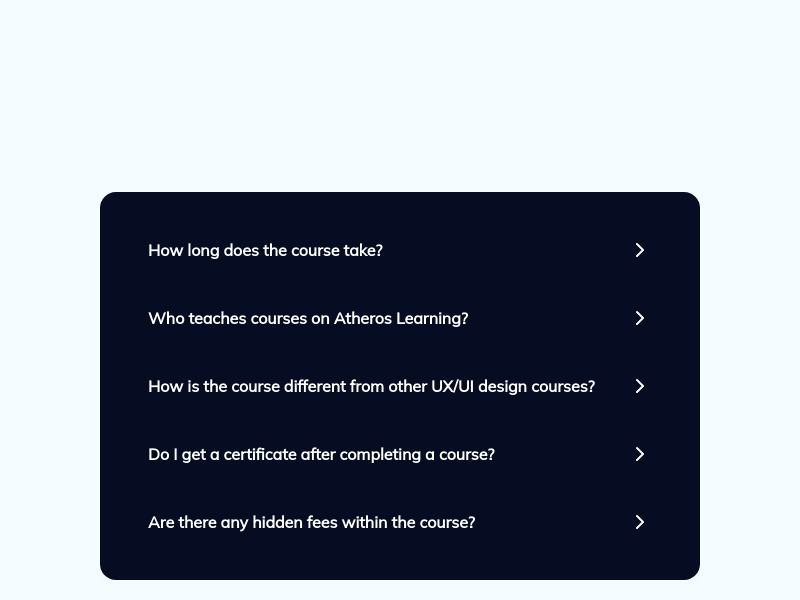 How long does the course take?
Who teaches courses on Atheros Learning?
How is the course different from other UX/UI design courses?
Do I get a certificate after completing a course?
Are there any hidden fees within the course?